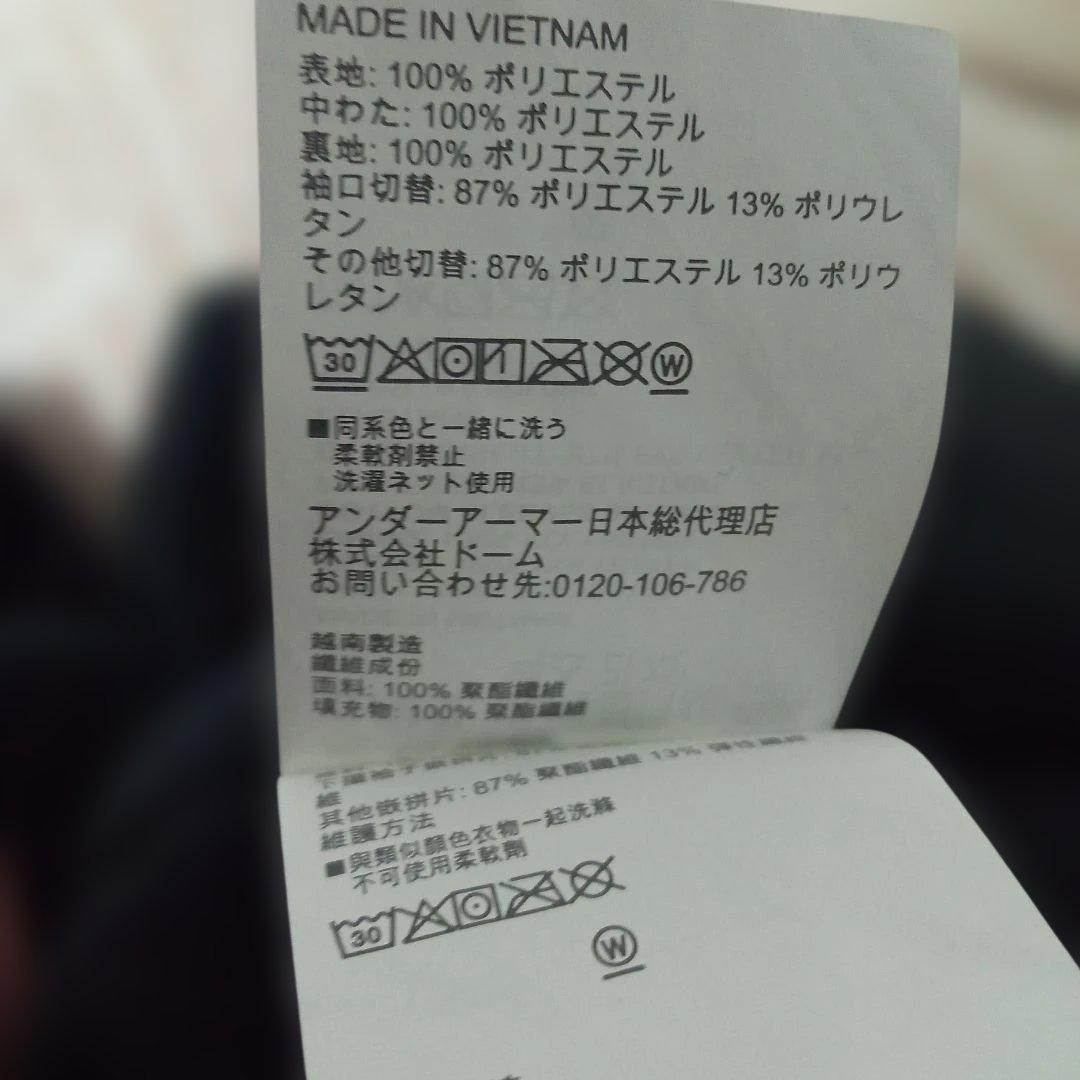 MADE IN VIETNAM
表地: 100% ポリエステル
中わた: 100% ポリエステル
裏地: 100% ポリエステル
袖口切替: 87% ポリエステル 13% ポリウレ
タン
その他切替: 87% ポリエステル 13% ポリウ
レタン
30 W
■同系色と一緒に洗う
柔軟剤禁止
洗濯ネット使用
アンダーアーマー日本総代理店
株式会社ドーム
お問い合わせ先:0120-106-786
越南製造
纖維成份
面料: 100% 聚酯纖維
填充物: 100% 聚酯纖維
87% 聚酯纖維 13% 彈性纖
維
其他嵌拼片: 87%
維護方法
■與類似顏色衣物一起洗滌
不可使用柔軟劑
30
W